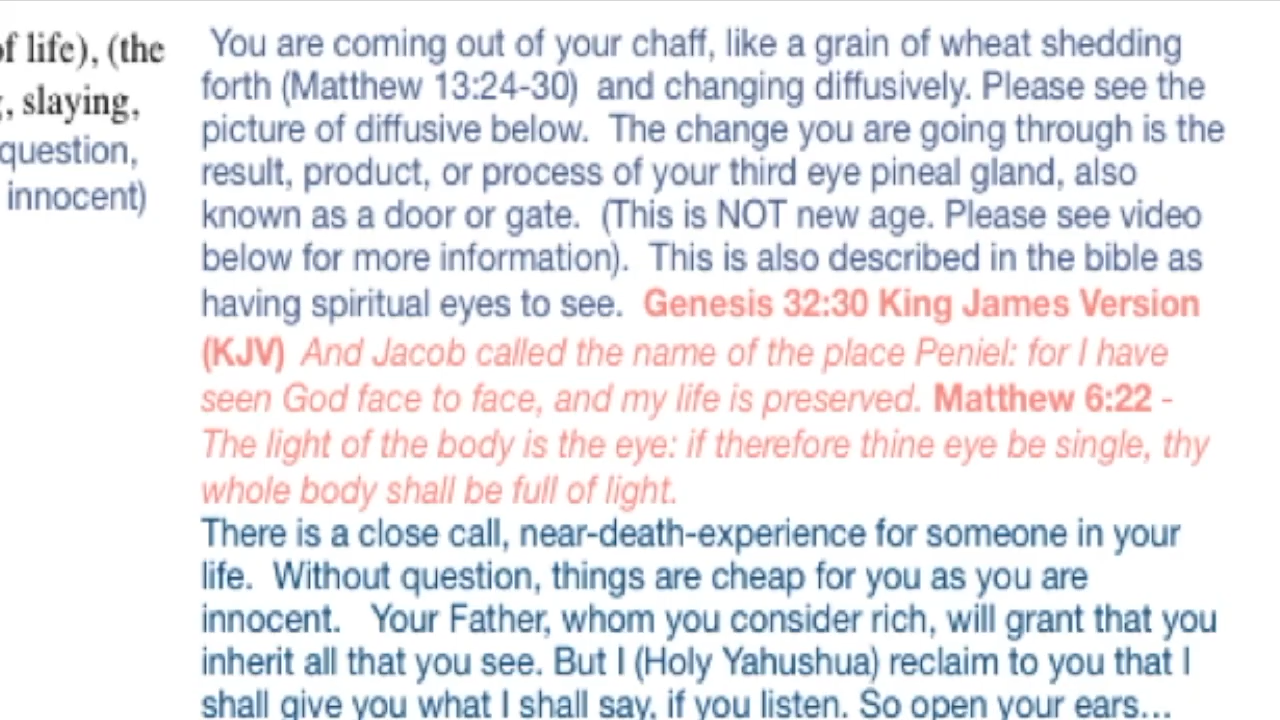 of life), (the
, slaying,
question,
innocent)
You are coming out of your chaff, like a grain of wheat shedding
forth (Matthew 13:24-30)  and changing diffusively. Please see the
picture of diffusive below.  The change you are going through is the
result, product, or process of your third eye pineal gland, also
known as a door or gate.  (This is NOT new age. Please see video
below for more information).  This is also described in the bible as
having spiritual eyes to see.  Genesis 32:30 King James Version
(KJV)  And Jacob called the name of the place Peniel: for I have
seen God face to face, and my life is preserved. Matthew 6:22 -
The light of the body is the eye: if therefore thine eye be single, thy
whole body shall be full of light.
There is a close call, near-death-experience for someone in your
life.  Without question, things are cheap for you as you are
innocent.   Your Father, whom you consider rich, will grant that you
inherit all that you see. But I (Holy Yahushua) reclaim to you that I
shall give you what I shall say, if you listen. So open your ears...